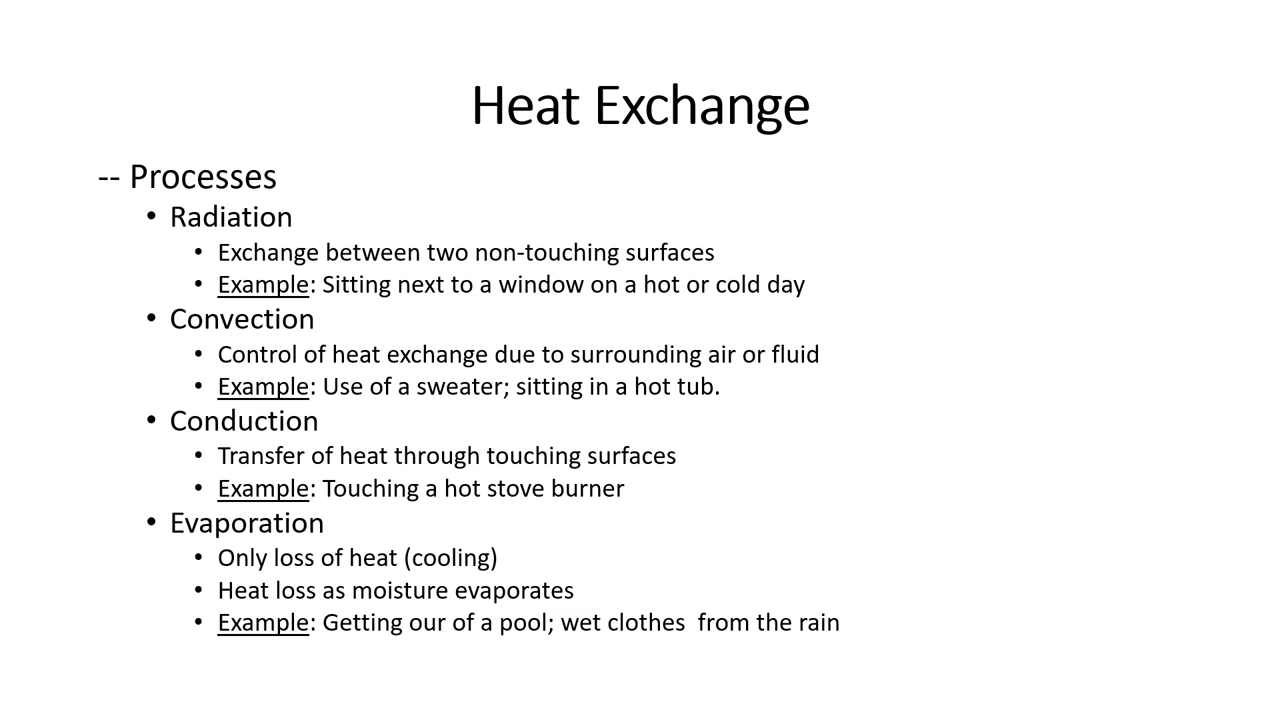 Heat Exchange
-- Processes
• Radiation
• Exchange between two non-touching surfaces
• Example: Sitting next to a window on a hot or cold day
• Convection
• Control of heat exchange due to surrounding air or fluid
• Example: Use of a sweater; sitting in a hot tub.
• Conduction
• Transfer of heat through touching surfaces
• Example: Touching a hot stove burner
• Evaporation
• Only loss of heat (cooling)
• Heat loss as moisture evaporates
• Example: Getting our of a pool; wet clothes  from the rain